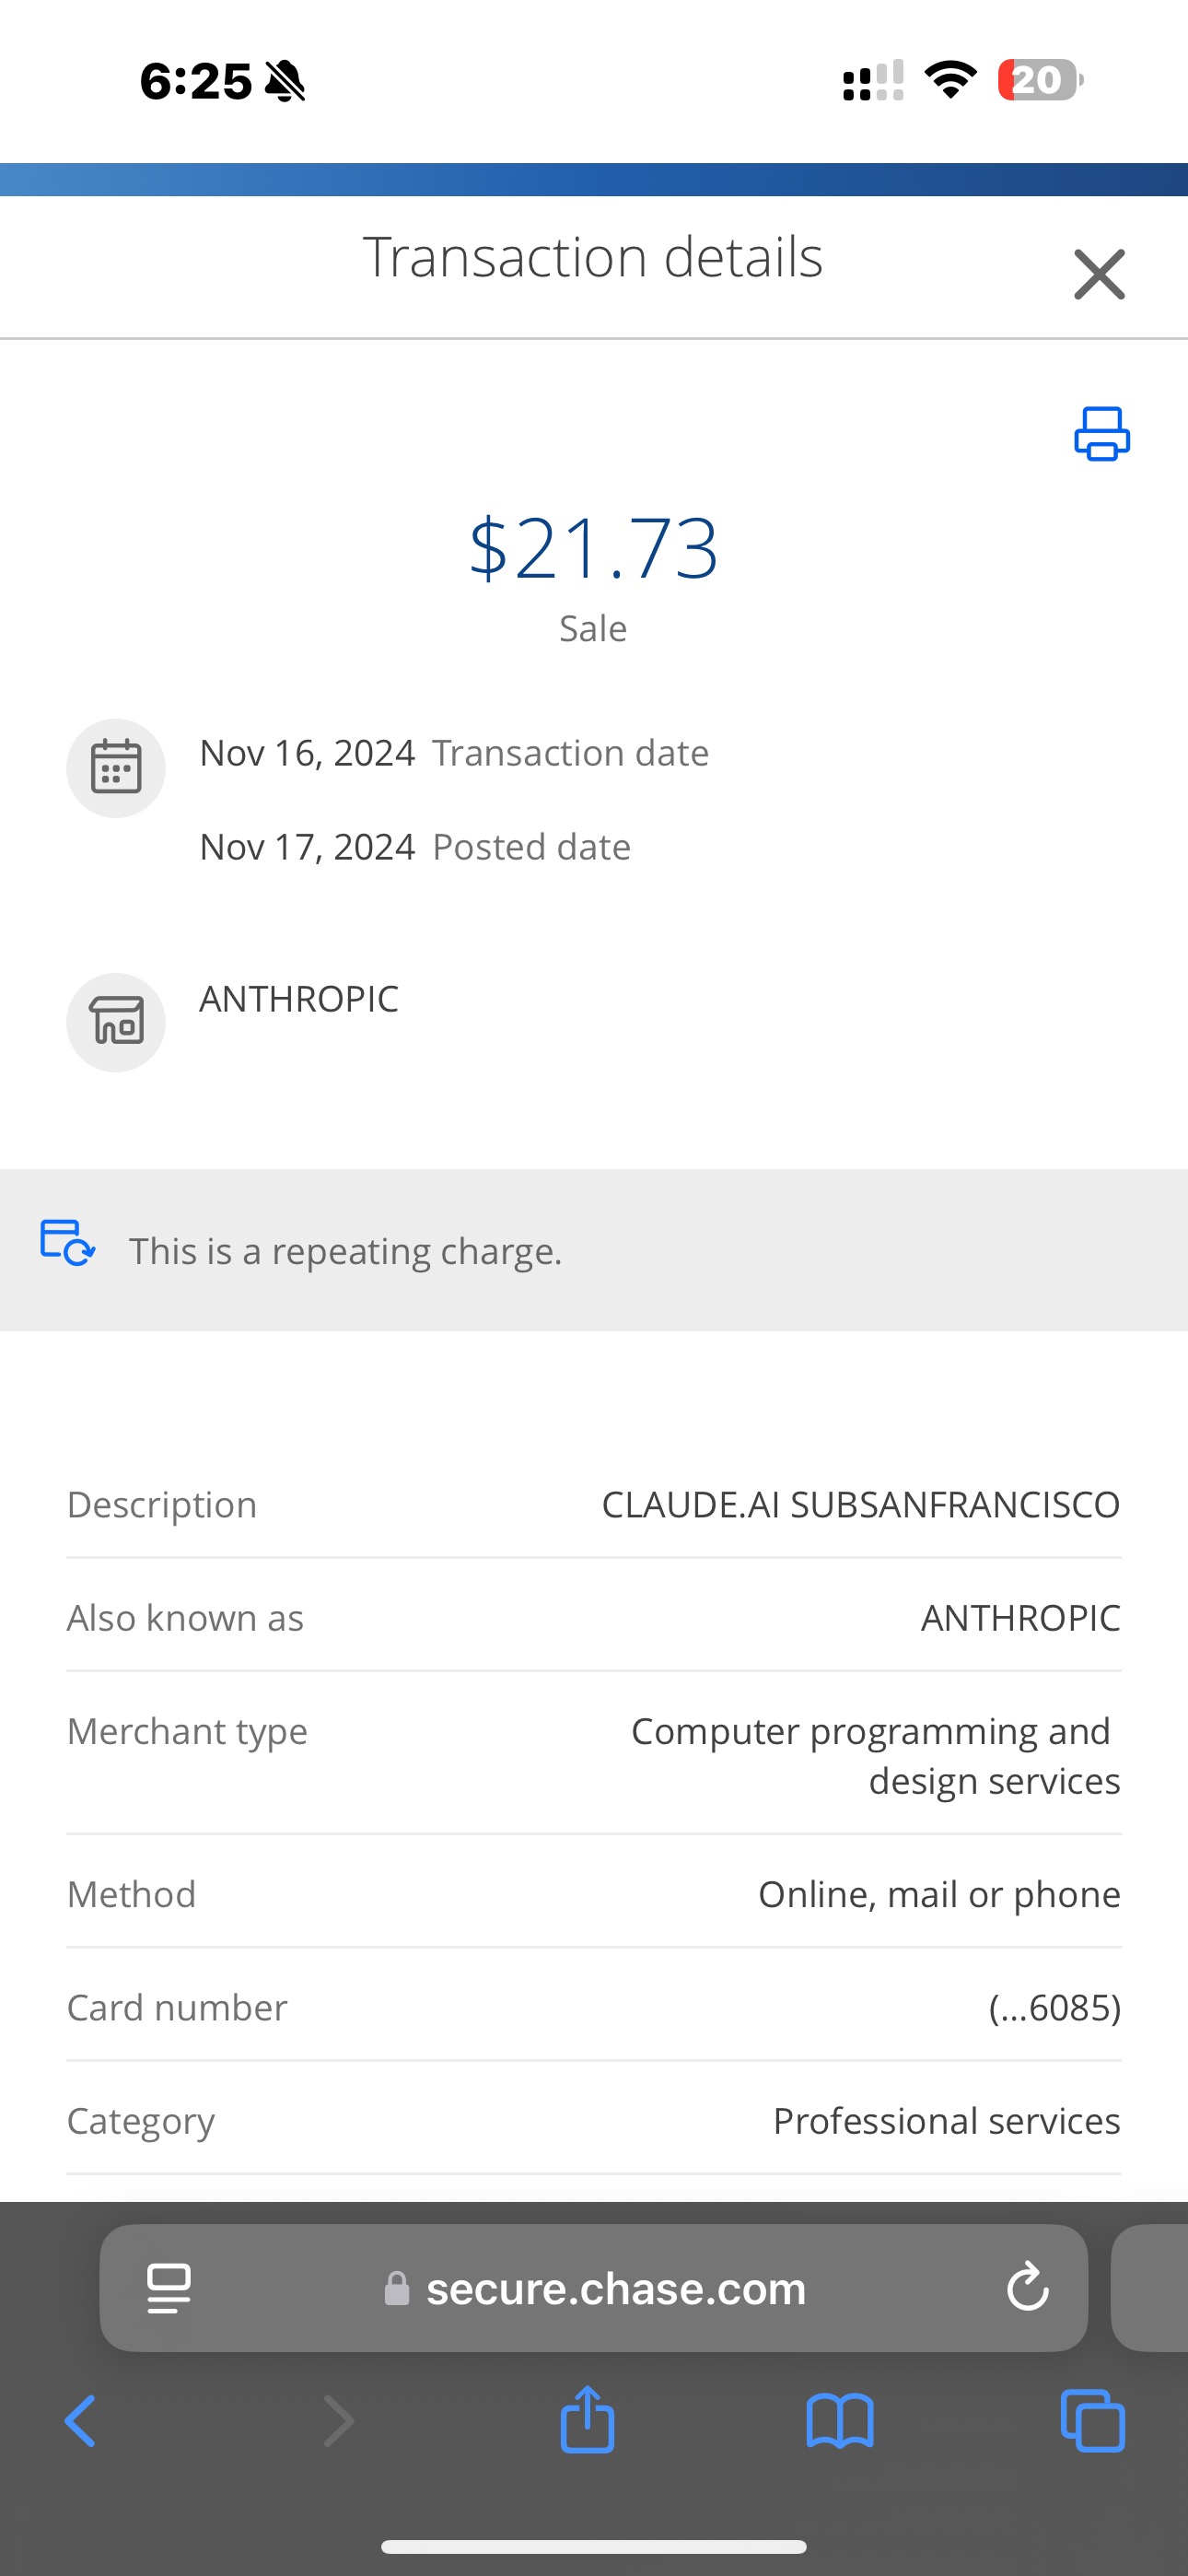 6:25
20
Transaction details
$21.73
Sale
Nov 16, 2024 Transaction date
Nov 17, 2024 Posted date
ANTHROPIC
This is a repeating charge.
Description CLAUDE.AI SUBSANFRANCISCO
Also known as ANTHROPIC
Merchant type Computer programming and
design services
Method Online, mail or phone
Card number (...6085)
Category Professional services
secure.chase.com